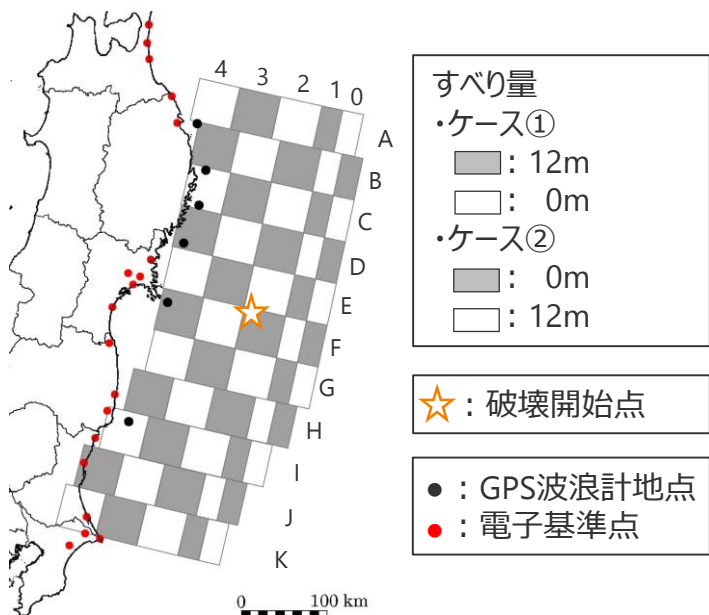 4
3
2
1
0
A
B
C
D
E
F
G
H
I
J
K
0
100 km
すべり量
・ケース①
: 12m
: 0m
・ケース②
: 0m
: 12m
: 破壊開始点
: GPS波浪計地点
: 電子基準点